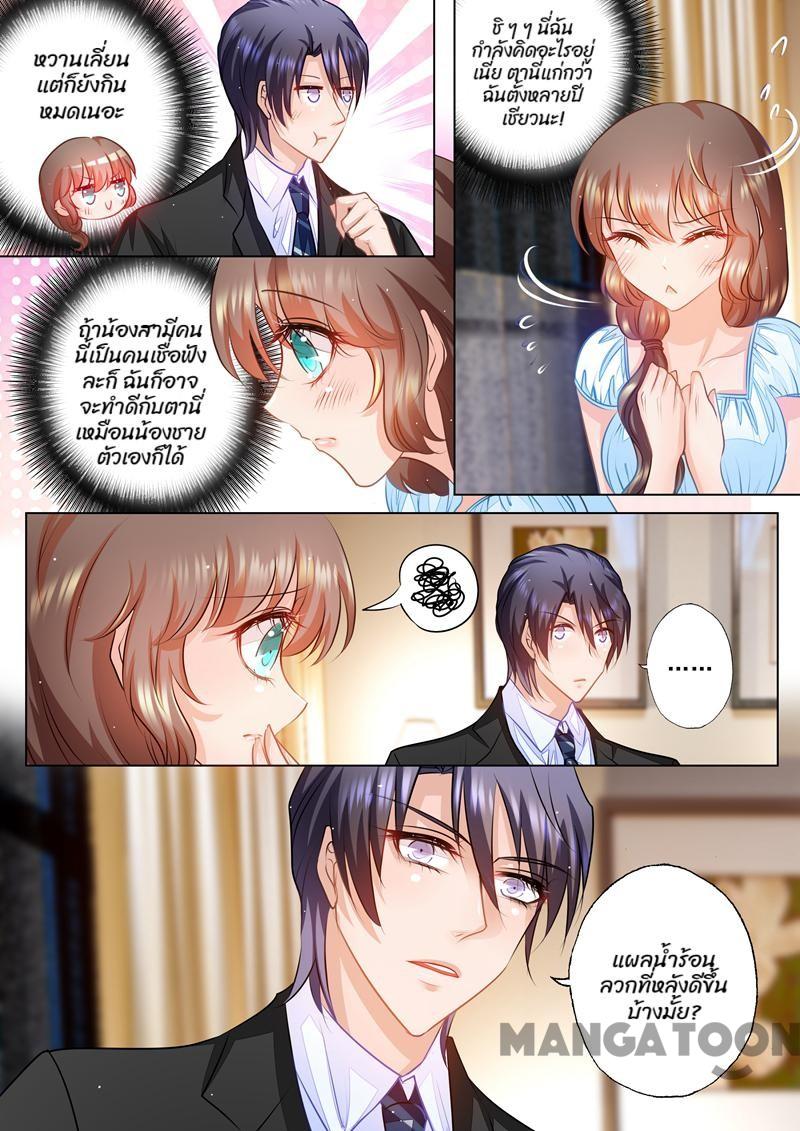 หวานเลี่ยน
แต่ก็ยังกิน
หมดเนอะ
ชิ ๆ ๆ นี่ฉัน
กำลังคิดอะไรอยู่
เนี่ย ตานี่แก่กว่า
ฉันตั้งหลายปี
เชียวนะ!
ถ้าน้องสามีคน
นี้เป็นคนเชื่อฟัง
ละก็ ฉันก็อาจ
จะทำดีกับตานี่
เหมือนน้องชาย
ตัวเองก็ได้
......
แผลน้ำร้อน
ลวกที่หลังดีขึ้น
บ้างมั้ย?
MANGATOON